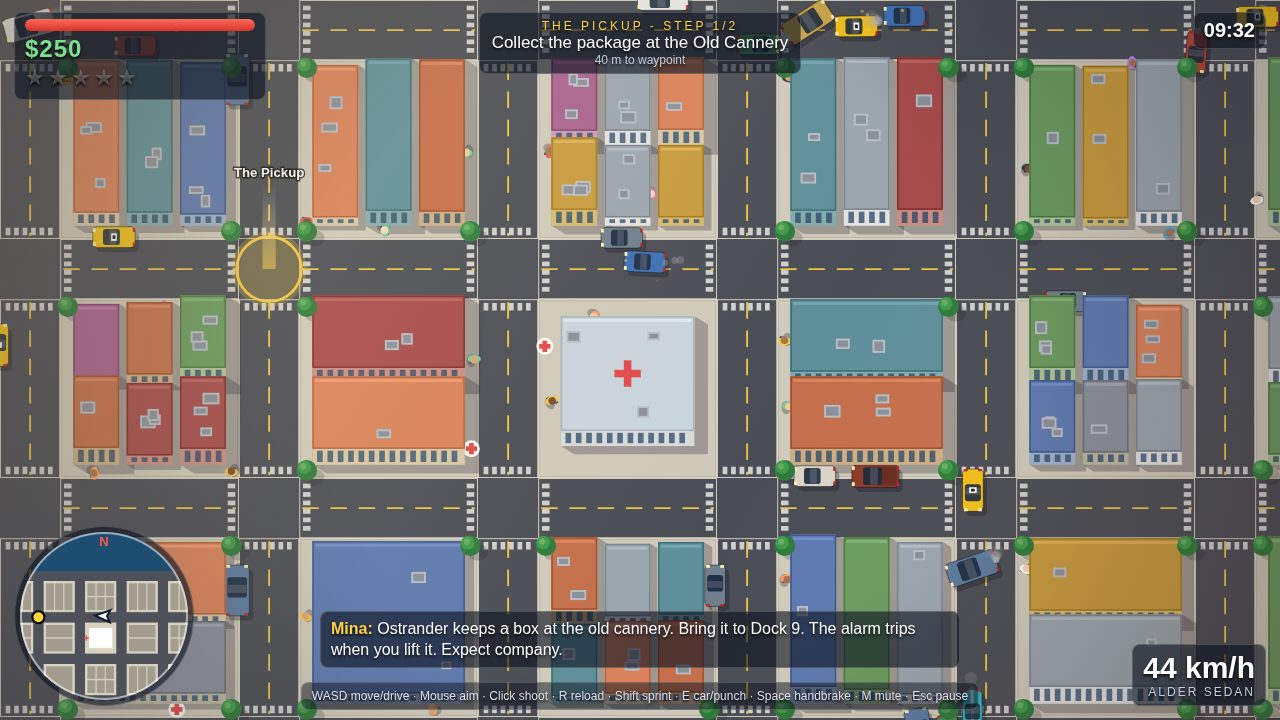 THE PICKUP - STEP 1/2
Collect the package at the Old Cannery
40 m to waypoint
$250
09:32
The Pickup
N
Mina: Ostrander keeps a box at the old cannery. Bring it to Dock 9. The alarm trips
when you lift it. Expect company.
44 km/h
ALDER SEDAN
WASD move/drive · Mouse aim · Click shoot · R reload · Shift sprint · E car/punch · Space handbrake · M mute · Esc pause